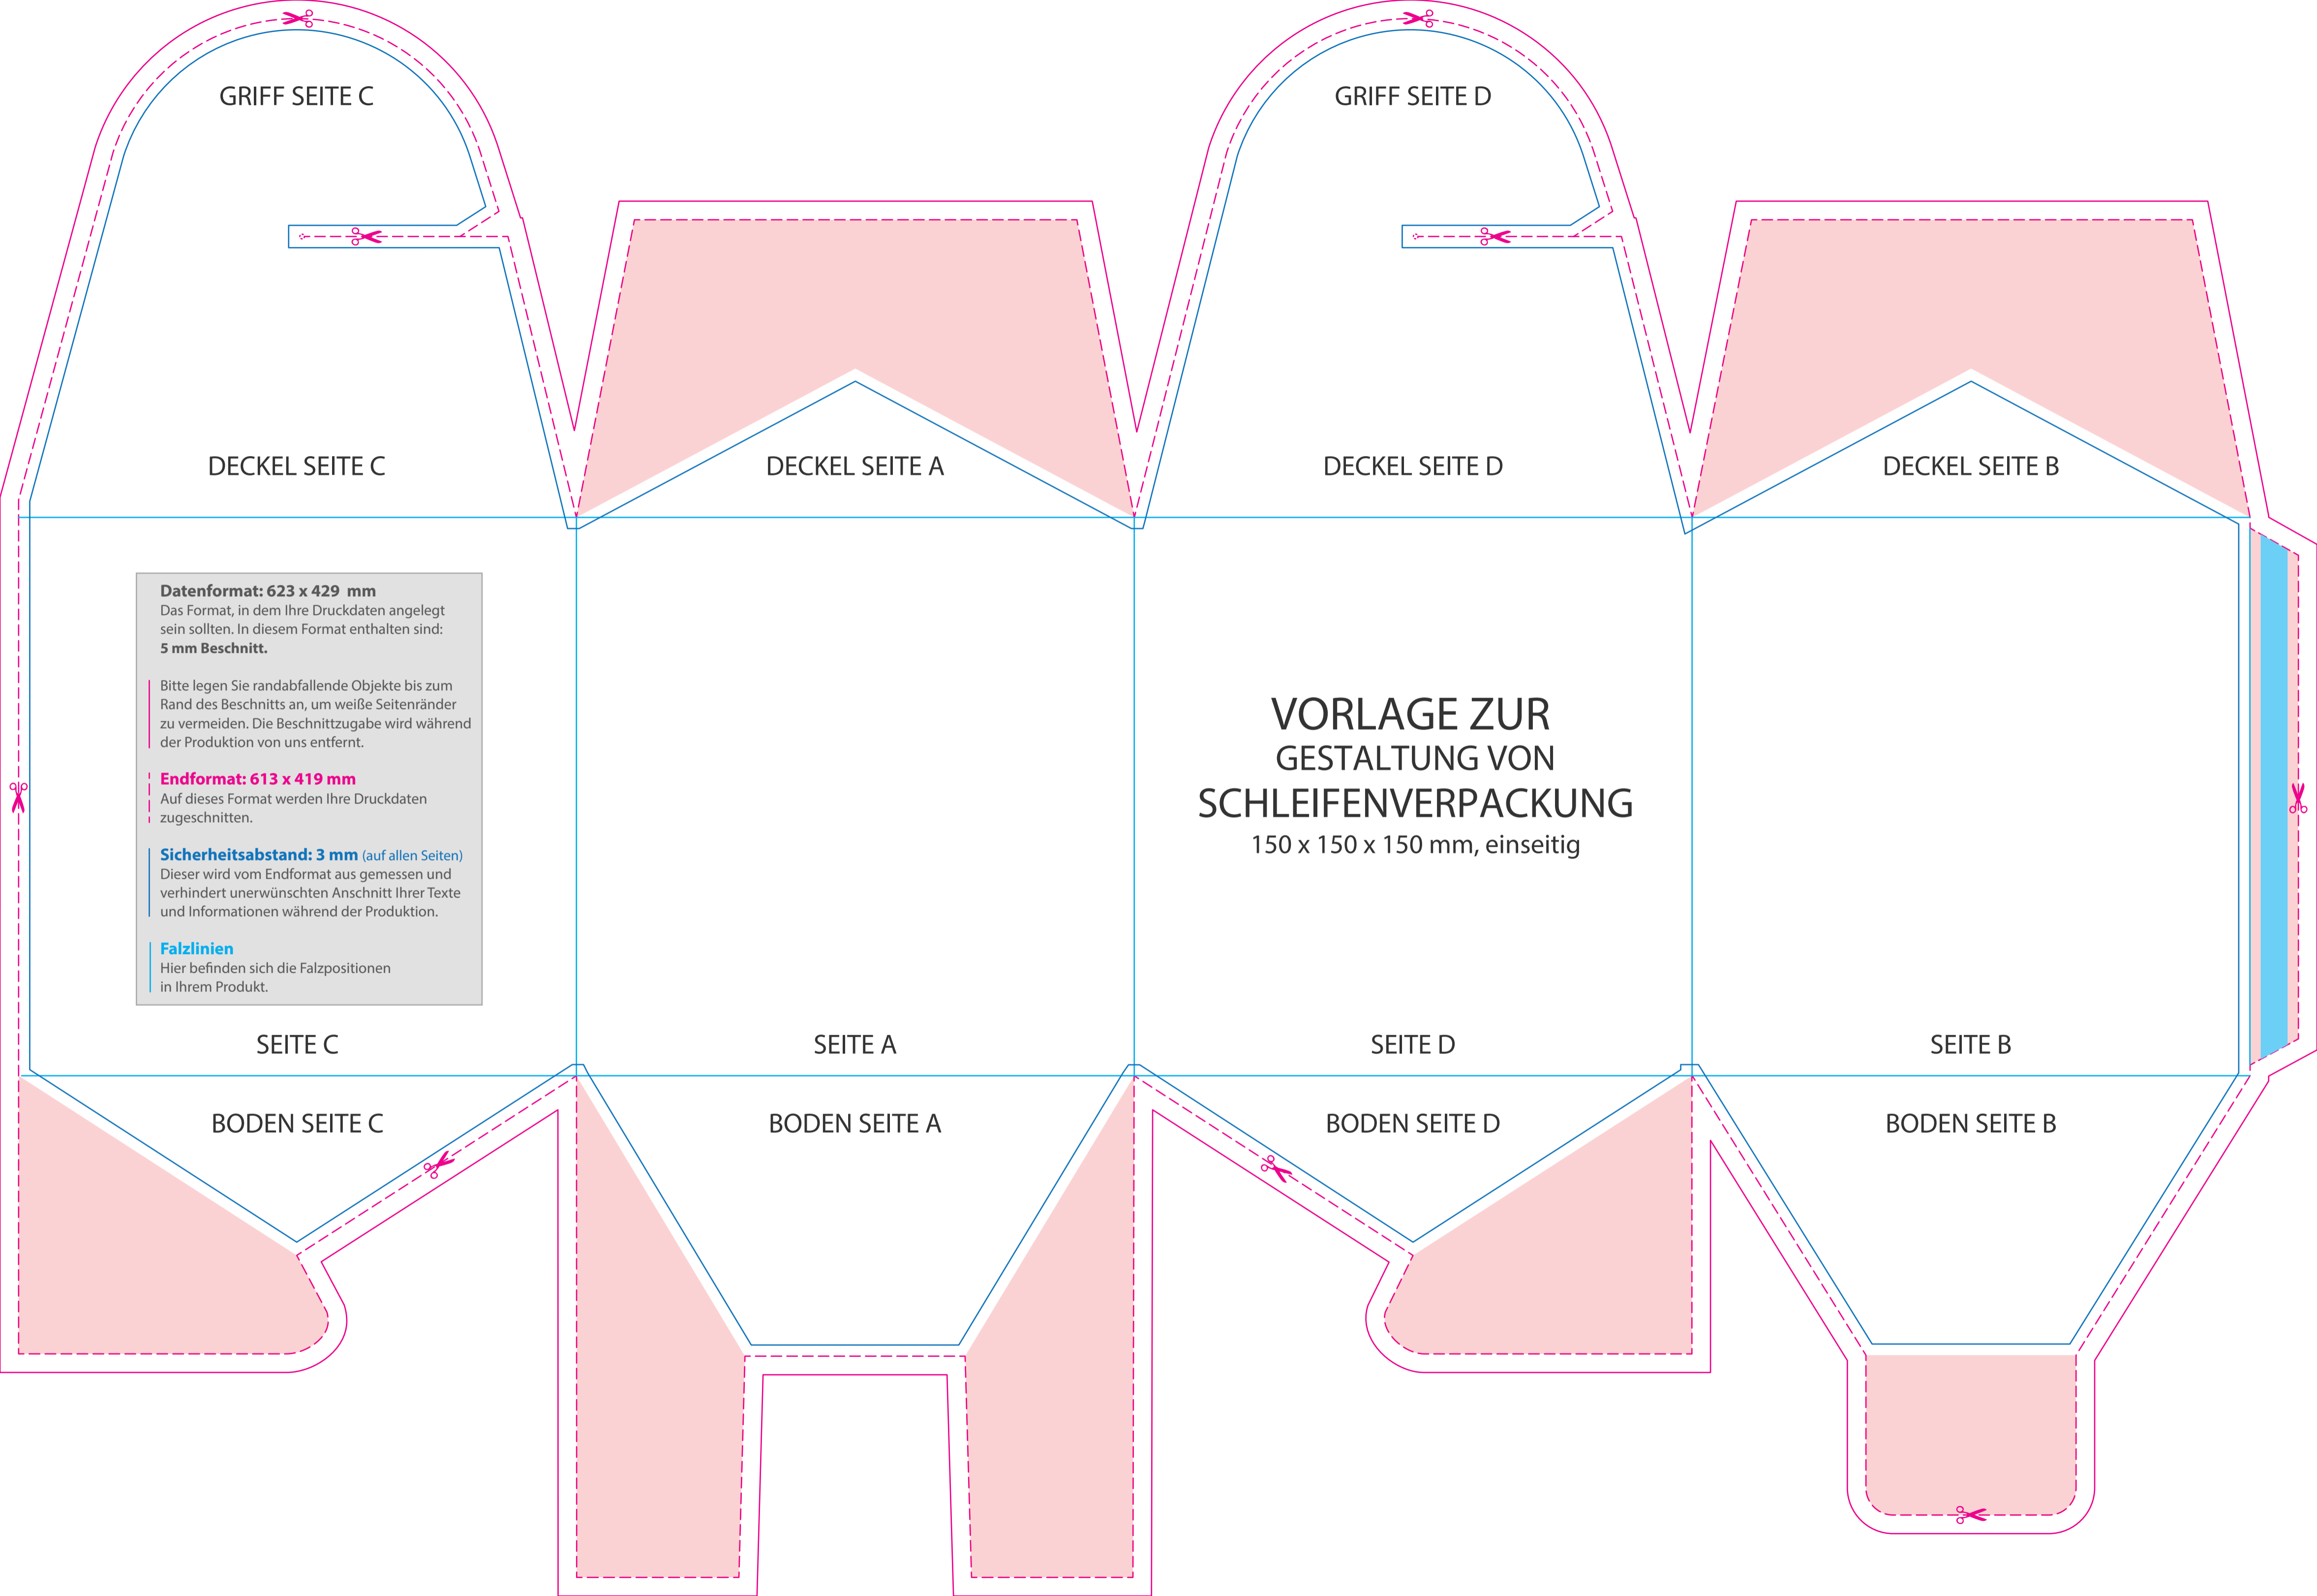 GRIFF SEITE C
GRIFF SEITE D
DECKEL SEITE C
DECKEL SEITE A
DECKEL SEITE D
DECKEL SEITE B
Datenformat: 623 x 429 mm
Das Format, in dem Ihre Druckdaten angelegt
sein sollten. In diesem Format enthalten sind:
5 mm Beschnitt.
Bitte legen Sie randabfallende Objekte bis zum
Rand des Beschnitts an, um weiße Seitenränder
zu vermeiden. Die Beschnittzugabe wird während
der Produktion von uns entfernt.
Endformat: 613 x 419 mm
Auf dieses Format werden Ihre Druckdaten
zugeschnitten.
Sicherheitsabstand: 3 mm (auf allen Seiten)
Dieser wird vom Endformat aus gemessen und
verhindert unerwünschten Anschnitt Ihrer Texte
und Informationen während der Produktion.
Falzlinien
Hier befinden sich die Falzpositionen
in Ihrem Produkt.
VORLAGE ZUR
GESTALTUNG VON
SCHLEIFENVERPACKUNG
150 x 150 x 150 mm, einseitig
SEITE C
SEITE A
SEITE D
SEITE B
BODEN SEITE C
BODEN SEITE A
BODEN SEITE D
BODEN SEITE B